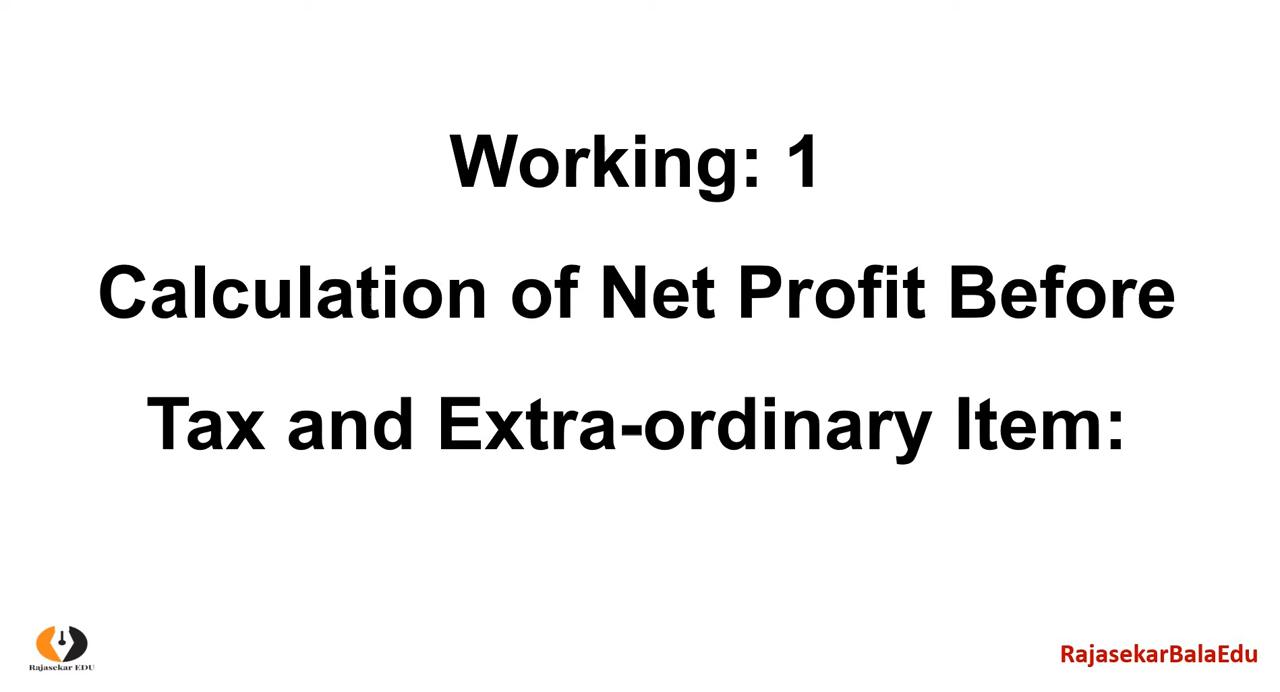 Working: 1
Calculation of Net Profit Before
Tax and Extra-ordinary Item:
Rajasekar EDU
RajasekarBalaEdu